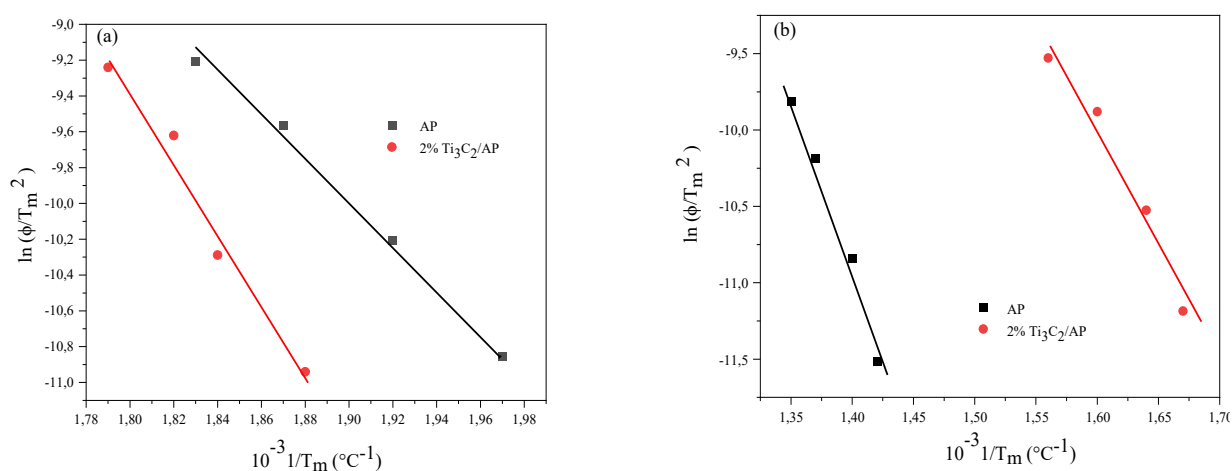 (a)
ln (ϕ/Tm²)
-9,0
-9,2
-9,4
-9,6
-9,8
-10,0
-10,2
-10,4
-10,6
-10,8
-11,0
AP
2% Ti₃C₂/AP
1,78 1,80 1,82 1,84 1,86 1,88 1,90 1,92 1,94 1,96 1,98
10⁻³ 1/Tm (°C⁻¹)
(b)
ln (ϕ/Tm²)
-9,5
-10,0
-10,5
-11,0
-11,5
AP
2% Ti₃C₂/AP
1,35 1,40 1,45 1,50 1,55 1,60 1,65 1,70
10⁻³ 1/Tm (°C⁻¹)